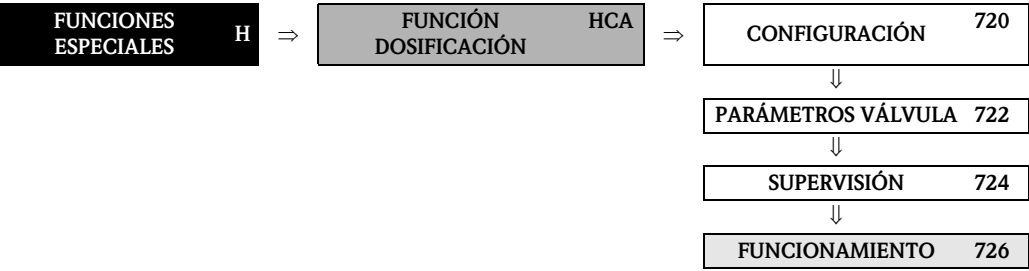 FUNCIONES
ESPECIALES H ⇒ FUNCIÓN
DOSIFICACIÓN HCA ⇒ CONFIGURACIÓN 720
⇓
PARÁMETROS VÁLVULA 722
⇓
SUPERVISIÓN 724
⇓
FUNCIONAMIENTO 726